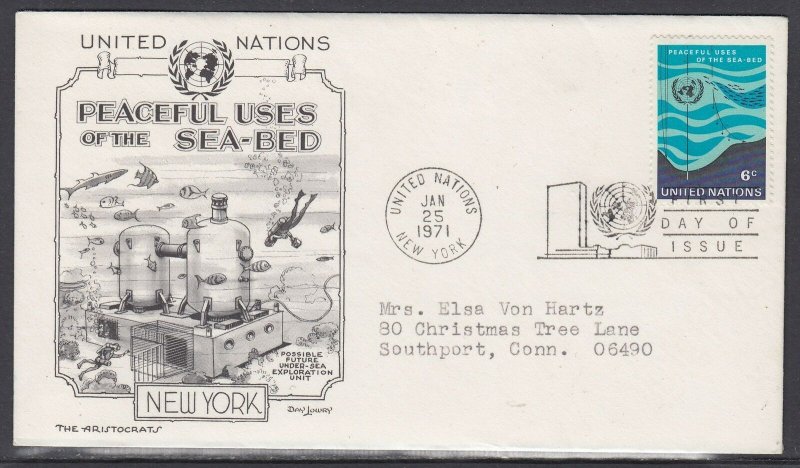 UNITED NATIONS
PEACEFUL USES
OF THE SEA-BED
POSSIBLE
FUTURE
UNDER-SEA
EXPLORATION
UNIT
NEW YORK
DAY LOWRY
THE ARISTOCRATS
UNITED NATIONS
JAN
25
1971
NEW YORK
PEACEFUL USES
OF THE SEA-BED
6c
UNITED NATIONS
FIRST
DAY OF
ISSUE
Mrs. Elsa Von Hartz
80 Christmas Tree Lane
Southport, Conn. 06490